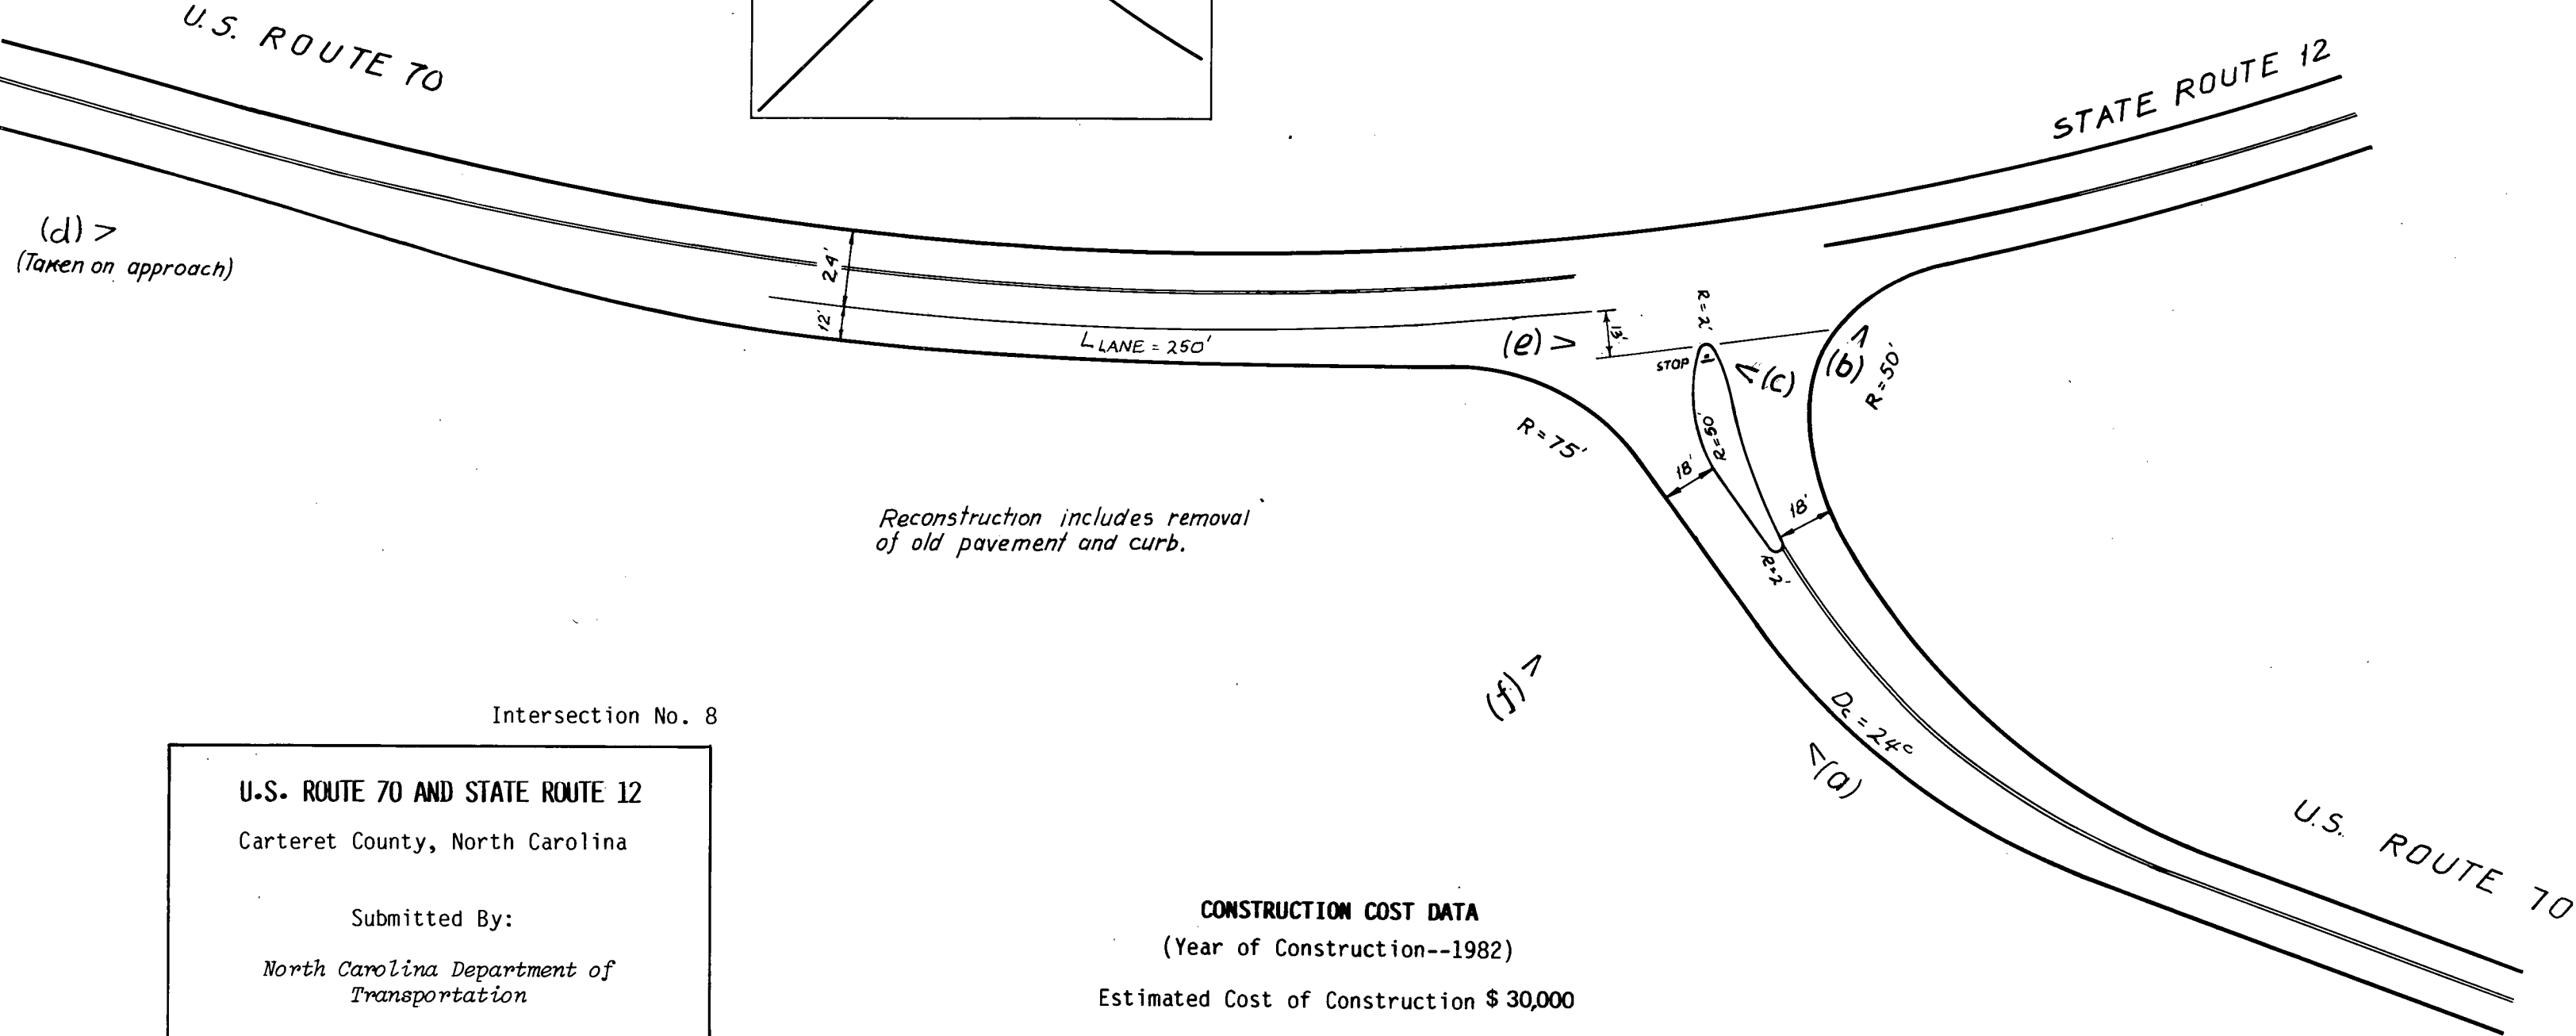 U.S. ROUTE 70
STATE ROUTE 12
(d) >
(Taken on approach)
24'
12'
L LANE = 250'
(e) >
13'
R = 2'
STOP
< (c)
(b) >
R = 50'
R = 75'
R = 50'
18'
18'
R = 2'
Reconstruction includes removal
of old pavement and curb.
(f) >
Dc = 24°
< (a)
U.S. ROUTE 70
Intersection No. 8
U.S. ROUTE 70 AND STATE ROUTE 12
Carteret County, North Carolina
Submitted By:
North Carolina Department of
Transportation
CONSTRUCTION COST DATA
(Year of Construction--1982)
Estimated Cost of Construction $ 30,000